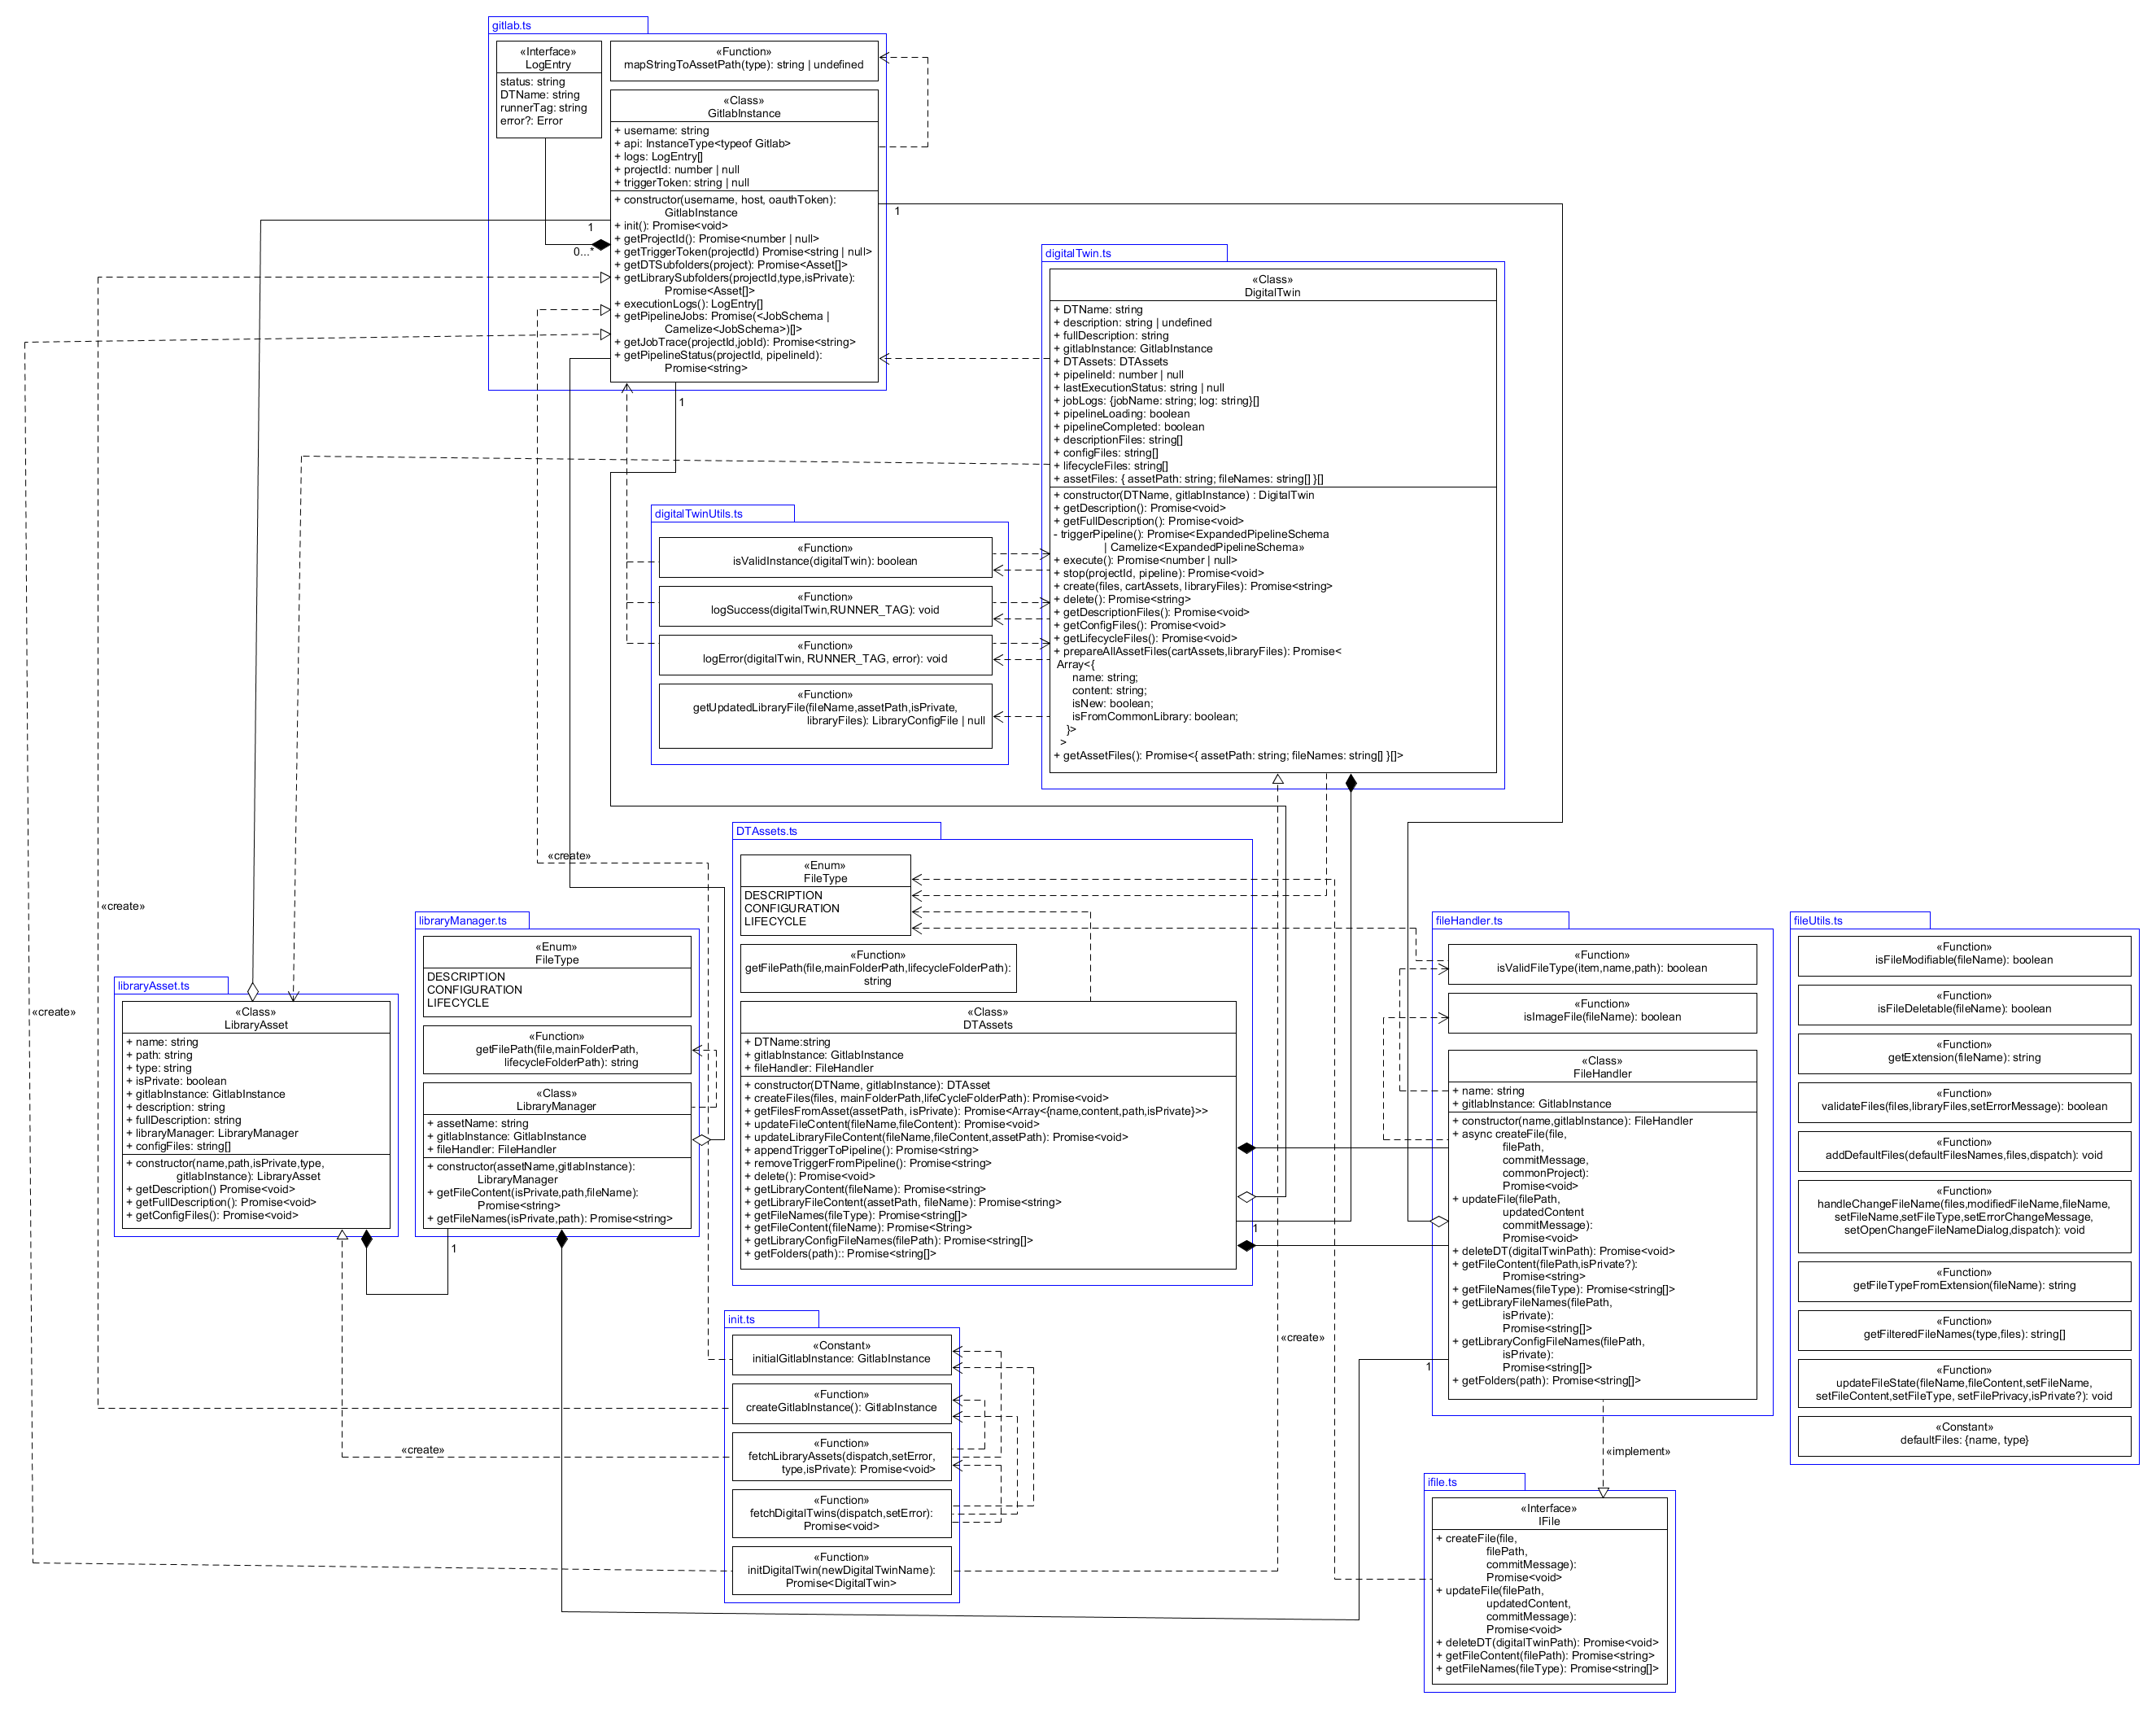 gitlab.ts
«Interface»
LogEntry
status: string
DTName: string
runnerTag: string
error?: Error
«Function»
mapStringToAssetPath(type): string | undefined
«Class»
GitlabInstance
+ username: string
+ api: InstanceType<typeof Gitlab>
+ logs: LogEntry[]
+ projectId: number | null
+ triggerToken: string | null
+ constructor(username, host, oauthToken):
GitlabInstance
+ init(): Promise<void>
+ getProjectId(): Promise<number | null>
+ getTriggerToken(projectId) Promise<string | null>
+ getDTSubfolders(project): Promise<Asset[]>
+ getLibrarySubfolders(projectId,type,isPrivate):
Promise<Asset[]>
+ executionLogs(): LogEntry[]
+ getPipelineJobs: Promise(<JobSchema |
Camelize<JobSchema>)[]>
+ getJobTrace(projectId,jobId): Promise<string>
+ getPipelineStatus(projectId, pipelineId):
Promise<string>
1
0...*
1
1
digitalTwin.ts
«Class»
DigitalTwin
+ DTName: string
+ description: string | undefined
+ fullDescription: string
+ gitlabInstance: GitlabInstance
+ DTAssets: DTAssets
+ pipelineId: number | null
+ lastExecutionStatus: string | null
+ jobLogs: {jobName: string; log: string}[]
+ pipelineLoading: boolean
+ pipelineCompleted: boolean
+ descriptionFiles: string[]
+ configFiles: string[]
+ lifecycleFiles: string[]
+ assetFiles: { assetPath: string; fileNames: string[] }[]
+ constructor(DTName, gitlabInstance) : DigitalTwin
+ getDescription(): Promise<void>
+ getFullDescription(): Promise<void>
- triggerPipeline(): Promise<ExpandedPipelineSchema
| Camelize<ExpandedPipelineSchema»
+ execute(): Promise<number | null>
+ stop(projectId, pipeline): Promise<void>
+ create(files, cartAssets, libraryFiles): Promise<string>
+ delete(): Promise<string>
+ getDescriptionFiles(): Promise<void>
+ getConfigFiles(): Promise<void>
+ getLifecycleFiles(): Promise<void>
+ prepareAllAssetFiles(cartAssets,libraryFiles): Promise<
Array<{
name: string;
content: string;
isNew: boolean;
isFromCommonLibrary: boolean;
}>
>
+ getAssetFiles(): Promise<{ assetPath: string; fileNames: string[] }[]>
digitalTwinUtils.ts
«Function»
isValidInstance(digitalTwin): boolean
«Function»
logSuccess(digitalTwin,RUNNER_TAG): void
«Function»
logError(digitalTwin, RUNNER_TAG, error): void
«Function»
getUpdatedLibraryFile(fileName,assetPath,isPrivate,
libraryFiles): LibraryConfigFile | null
«create»
«create»
«create»
DTAssets.ts
«Enum»
FileType
DESCRIPTION
CONFIGURATION
LIFECYCLE
«Function»
getFilePath(file,mainFolderPath,lifecycleFolderPath):
string
«Class»
DTAssets
+ DTName:string
+ gitlabInstance: GitlabInstance
+ fileHandler: FileHandler
+ constructor(DTName, gitlabInstance): DTAsset
+ createFiles(files, mainFolderPath,lifeCycleFolderPath): Promise<void>
+ getFilesFromAsset(assetPath, isPrivate): Promise<Array<{name,content,path,isPrivate}>>
+ updateFileContent(fileName,fileContent): Promise<void>
+ updateLibraryFileContent(fileName,fileContent,assetPath): Promise<void>
+ appendTriggerToPipeline(): Promise<string>
+ removeTriggerFromPipeline(): Promise<string>
+ delete(): Promise<void>
+ getLibraryContent(fileName): Promise<string>
+ getLibraryFileContent(assetPath, fileName): Promise<string>
+ getFileNames(fileType): Promise<string[]>
+ getFileContent(fileName): Promise<String>
+ getLibraryConfigFileNames(filePath): Promise<string[]>
+ getFolders(path):: Promise<string[]>
1
libraryManager.ts
«Enum»
FileType
DESCRIPTION
CONFIGURATION
LIFECYCLE
«Function»
getFilePath(file,mainFolderPath,
lifecycleFolderPath): string
«Class»
LibraryManager
+ assetName: string
+ gitlabInstance: GitlabInstance
+ fileHandler: FileHandler
+ constructor(assetName,gitlabInstance):
LibraryManager
+ getFileContent(isPrivate,path,fileName):
Promise<string>
+ getFileNames(isPrivate,path): Promise<string>
1
libraryAsset.ts
«Class»
LibraryAsset
+ name: string
+ path: string
+ type: string
+ isPrivate: boolean
+ gitlabInstance: GitlabInstance
+ description: string
+ fullDescription: string
+ libraryManager: LibraryManager
+ configFiles: string[]
+ constructor(name,path,isPrivate,type,
gitlabInstance): LibraryAsset
+ getDescription() Promise<void>
+ getFullDescription(): Promise<void>
+ getConfigFiles(): Promise<void>
fileHandler.ts
«Function»
isValidFileType(item,name,path): boolean
«Function»
isImageFile(fileName): boolean
«Class»
FileHandler
+ name: string
+ gitlabInstance: GitlabInstance
+ constructor(name,gitlabInstance): FileHandler
+ async createFile(file,
filePath,
commitMessage,
commonProject):
Promise<void>
+ updateFile(filePath,
updatedContent
commitMessage):
Promise<void>
+ deleteDT(digitalTwinPath): Promise<void>
+ getFileContent(filePath,isPrivate?):
Promise<string>
+ getFileNames(fileType): Promise<string[]>
+ getLibraryFileNames(filePath,
isPrivate):
Promise<string[]>
+ getLibraryConfigFileNames(filePath,
isPrivate):
Promise<string[]>
+ getFolders(path): Promise<string[]>
1
fileUtils.ts
«Function»
isFileModifiable(fileName): boolean
«Function»
isFileDeletable(fileName): boolean
«Function»
getExtension(fileName): string
«Function»
validateFiles(files,libraryFiles,setErrorMessage): boolean
«Function»
addDefaultFiles(defaultFilesNames,files,dispatch): void
«Function»
handleChangeFileName(files,modifiedFileName,fileName,
setFileName,setFileType,setErrorChangeMessage,
setOpenChangeFileNameDialog,dispatch): void
«Function»
getFileTypeFromExtension(fileName): string
«Function»
getFilteredFileNames(type,files): string[]
«Function»
updateFileState(fileName,fileContent,setFileName,
setFileContent,setFileType, setFilePrivacy,isPrivate?): void
«Constant»
defaultFiles: {name, type}
init.ts
«Constant»
initialGitlabInstance: GitlabInstance
«Function»
createGitlabInstance(): GitlabInstance
«Function»
fetchLibraryAssets(dispatch,setError,
type,isPrivate): Promise<void>
«Function»
fetchDigitalTwins(dispatch,setError):
Promise<void>
«Function»
initDigitalTwin(newDigitalTwinName):
Promise<DigitalTwin>
«create»
«create»
«implement»
ifile.ts
«Interface»
IFile
+ createFile(file,
filePath,
commitMessage):
Promise<void>
+ updateFile(filePath,
updatedContent,
commitMessage):
Promise<void>
+ deleteDT(digitalTwinPath): Promise<void>
+ getFileContent(filePath): Promise<string>
+ getFileNames(fileType): Promise<string[]>